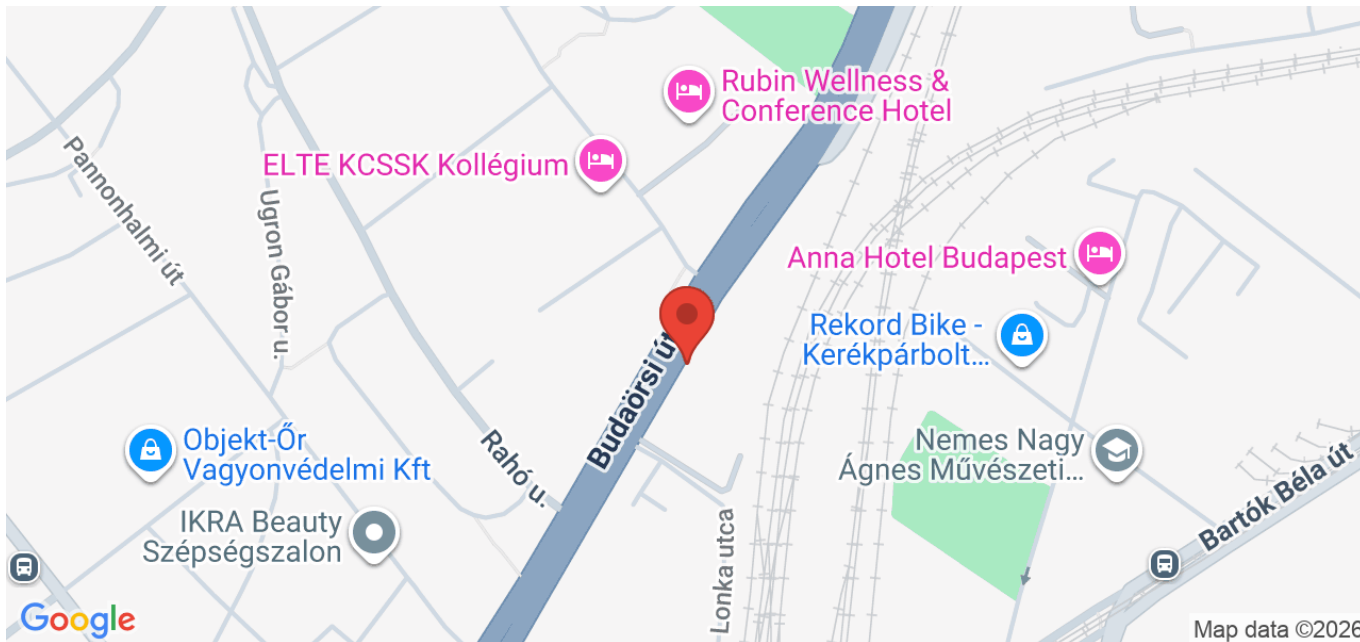 Rubin Wellness &
Conference Hotel
ELTE KCSSK Kollégium
Pannonhalmi út
Ugron Gábor u.
Anna Hotel Budapest
Rekord Bike -
Kerékpárbolt...
Budaörsi út
Objekt-Őr
Vagyonvédelmi Kft
Rahó u.
Nemes Nagy
Ágnes Művészeti...
IKRA Beauty
Szépségszalon
Lonka utca
Bartók Béla út
Google
Map data ©2026